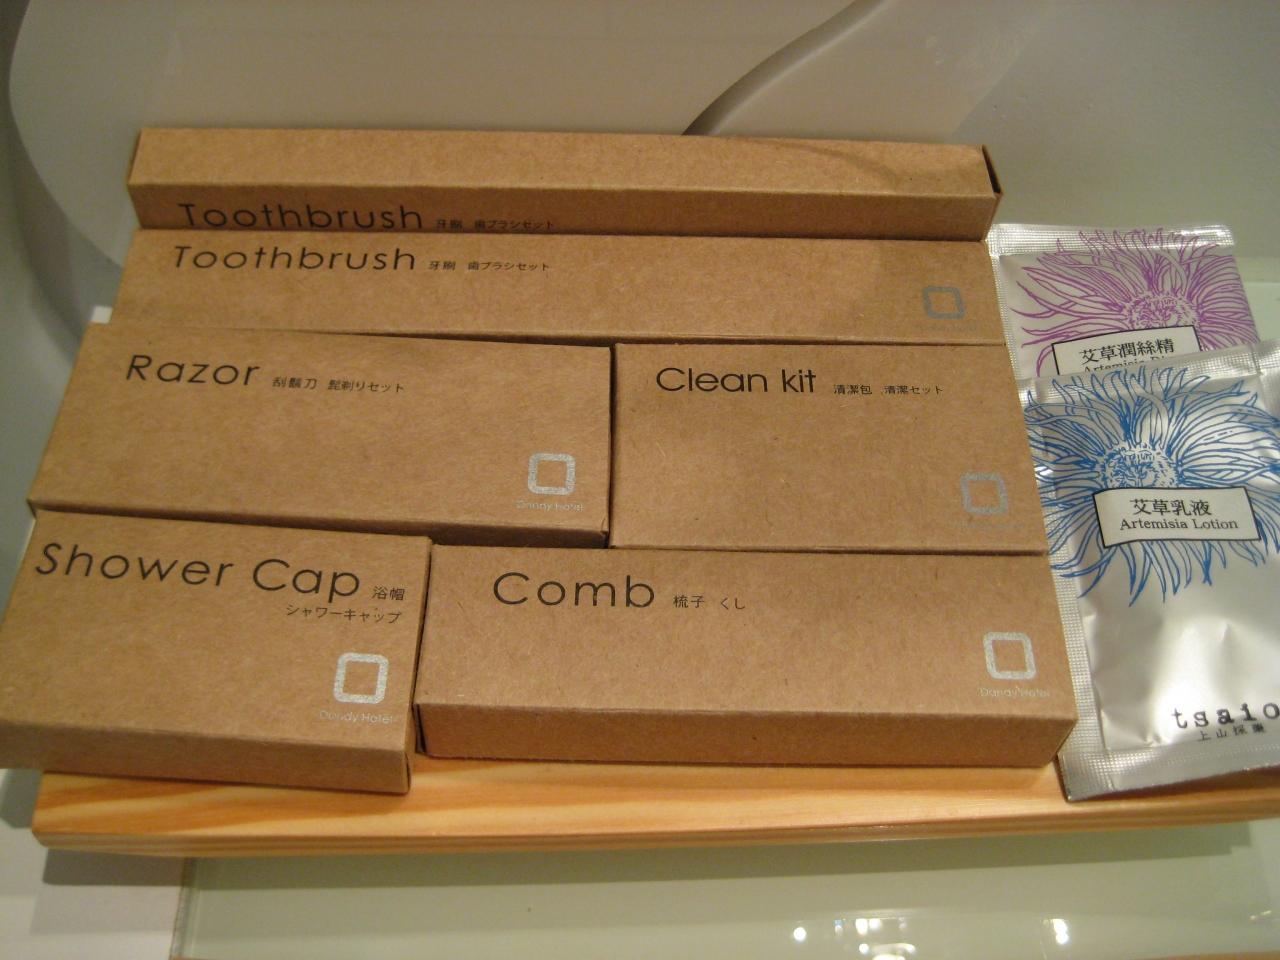 Toothbrush 牙刷 歯ブラシセット
Toothbrush 牙刷 歯ブラシセット
Dandy Hotel
Razor 刮鬍刀 髭剃りセット
Dandy Hotel
Clean kit 清潔包 清潔セット
Shower Cap 浴帽
シャワーキャップ
Dandy Hotel
Comb 梳子 くし
Dandy Hotel
艾草潤絲精
Artemisia
艾草乳液
Artemisia Lotion
tsaio
上山採藥